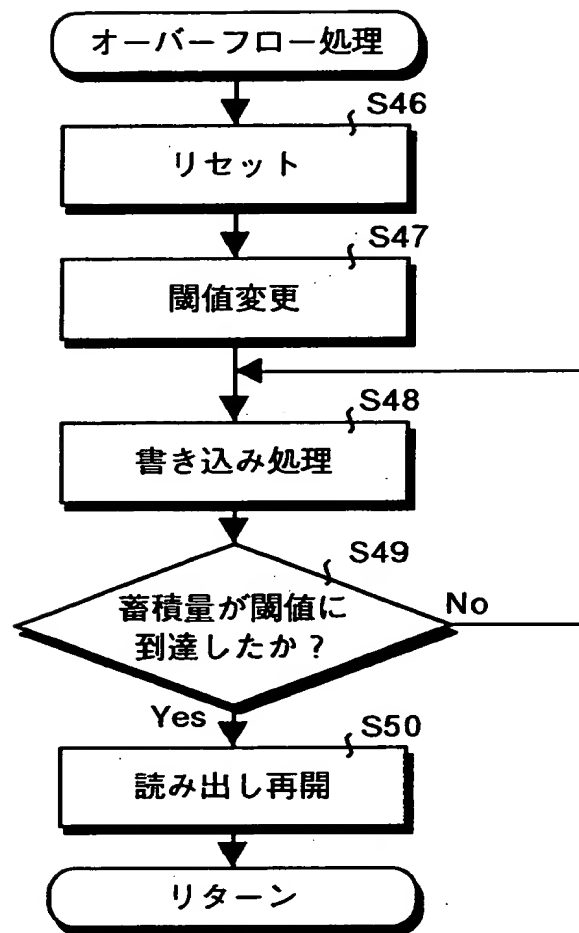 オーバーフロー処理
S46
リセット
S47
閾値変更
S48
書き込み処理
S49
蓄積量が閾値に
到達したか?
No
Yes
S50
読み出し再開
リターン